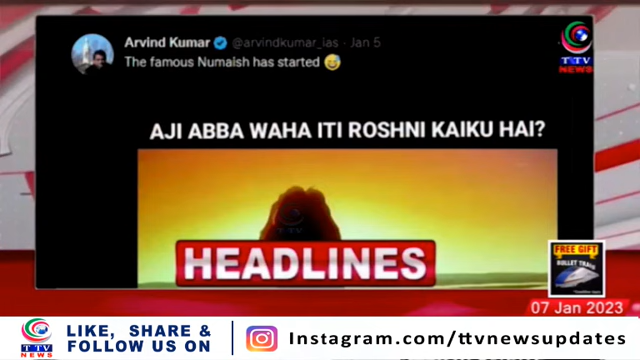 Arvind Kumar @arvindkumar_ias · Jan 5
The famous Numaish has started 😅
TTV
NEWS
AJI ABBA WAHA ITI ROSHNI KAIKU HAI?
HEADLINES
FREE GIFT
BULLET TRAIN
07 Jan 2023
TTV
NEWS
LIKE, SHARE &
FOLLOW US ON
Instagram.com/ttvnewsupdates